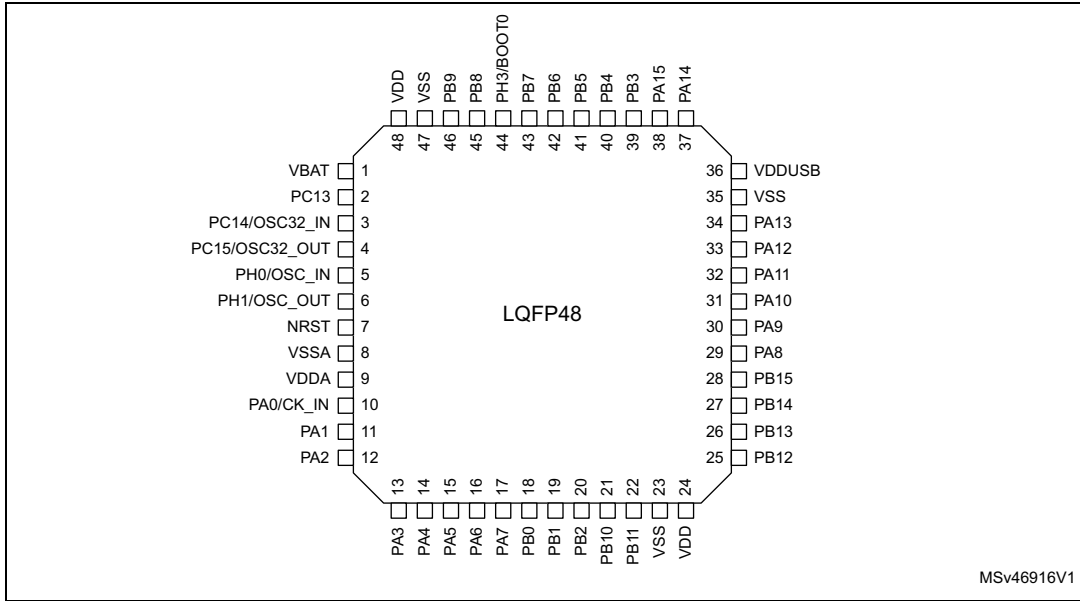 VDD
VSS
PB9
PB8
PH3/BOOT0
PB7
PB6
PB5
PB4
PB3
PA15
PA14
48
47
46
45
44
43
42
41
40
39
38
37
VBAT 1
PC13 2
PC14/OSC32_IN 3
PC15/OSC32_OUT 4
PH0/OSC_IN 5
PH1/OSC_OUT 6
NRST 7
VSSA 8
VDDA 9
PA0/CK_IN 10
PA1 11
PA2 12
LQFP48
36 VDDUSB
35 VSS
34 PA13
33 PA12
32 PA11
31 PA10
30 PA9
29 PA8
28 PB15
27 PB14
26 PB13
25 PB12
13
14
15
16
17
18
19
20
21
22
23
24
PA3
PA4
PA5
PA6
PA7
PB0
PB1
PB2
PB10
PB11
VSS
VDD
MSv46916V1